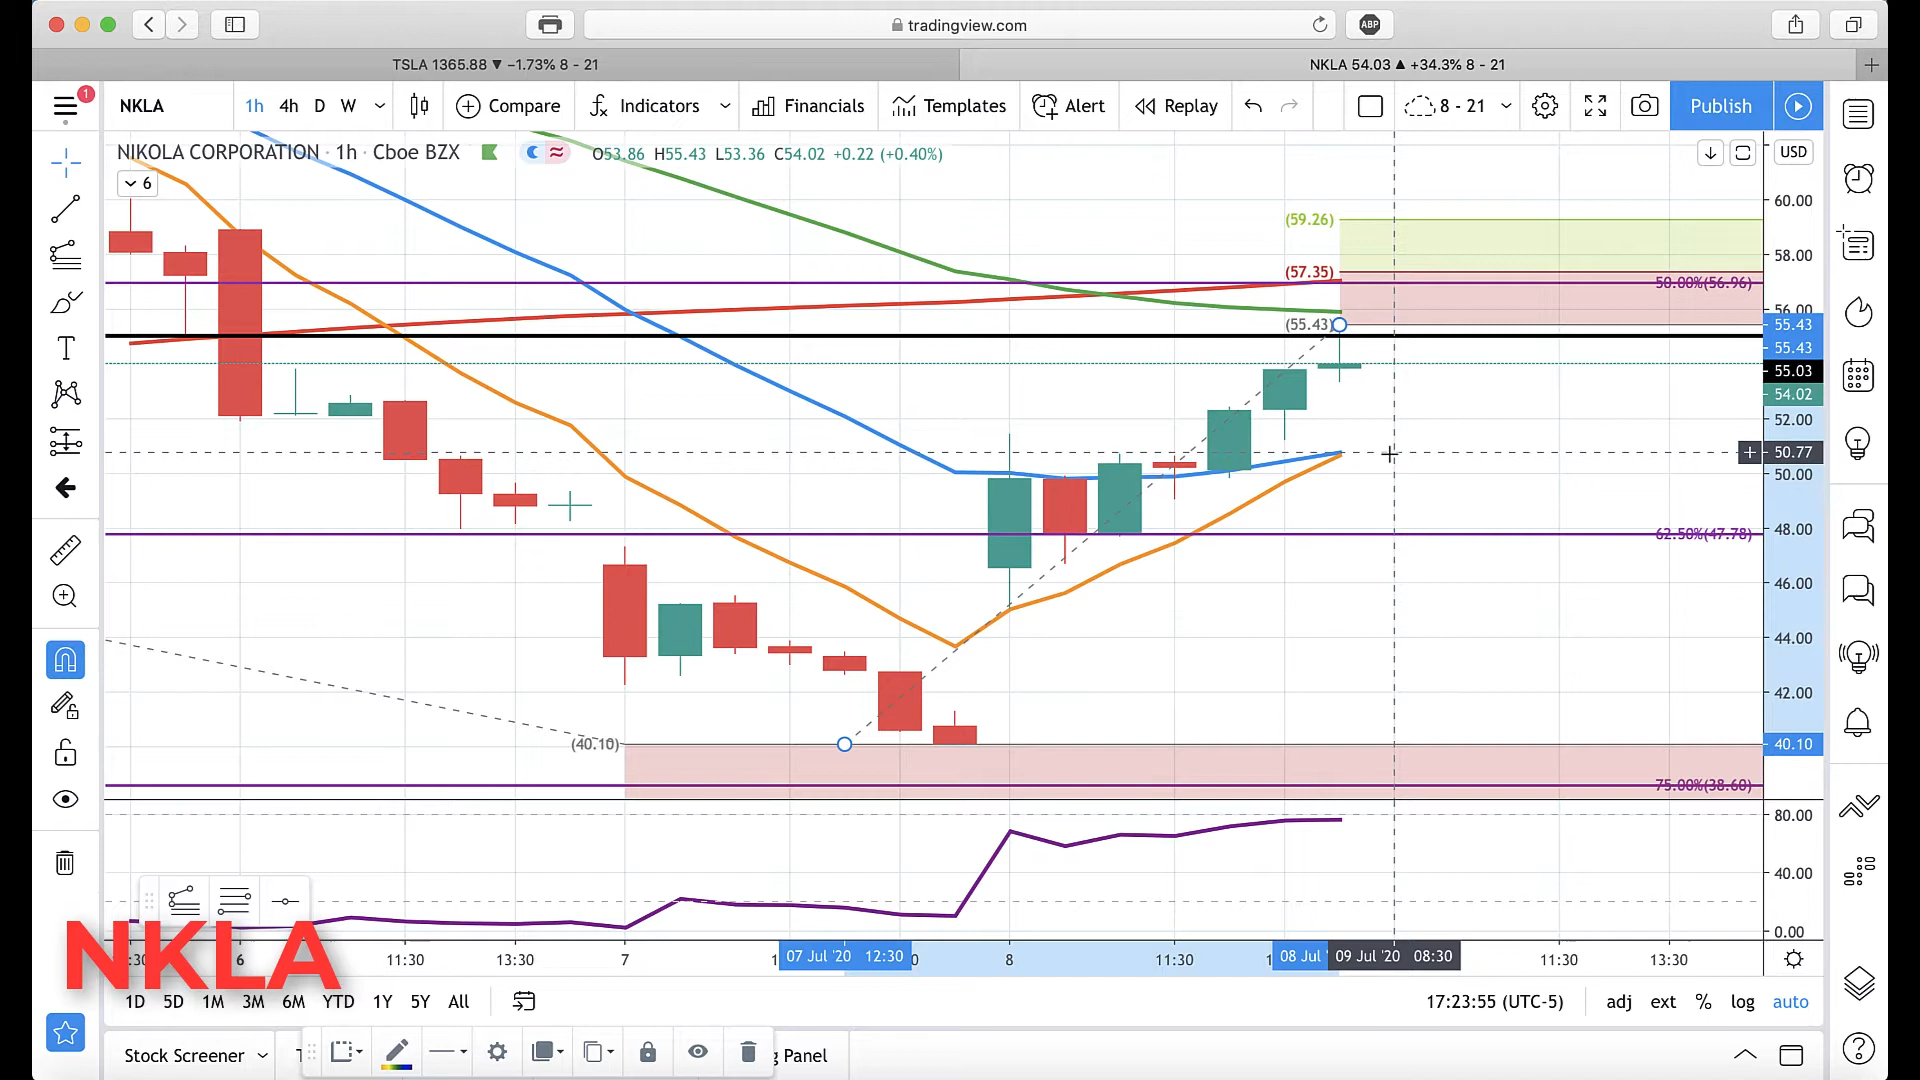 tradingview.com
ABP
TSLA 1365.88 ▼ −1.73% 8 - 21
NKLA 54.03 ▲ +34.3% 8 - 21
1
NKLA
1h 4h D W
Compare
Indicators
Financials
Templates
Alert
Replay
8 - 21
Publish
NIKOLA CORPORATION · 1h · Cboe BZX
O53.86 H55.43 L53.36 C54.02 +0.22 (+0.40%)
USD
6
60.00
(59.26)
58.00
(57.35)
50.00%(56.96)
56.00
(55.43)
55.43
55.43
55.03
54.02
52.00
50.77
50.00
48.00
62.50%(47.78)
46.00
44.00
42.00
(40.10)
40.10
75.00%(38.60)
80.00
40.00
0.00
NKLA
:30 6 11:30 13:30 7 07 Jul '20 12:30 8 11:30 08 Jul ' 09 Jul '20 08:30 11:30 13:30
1D 5D 1M 3M 6M YTD 1Y 5Y All
17:23:55 (UTC-5) adj ext % log auto
Stock Screener
g Panel